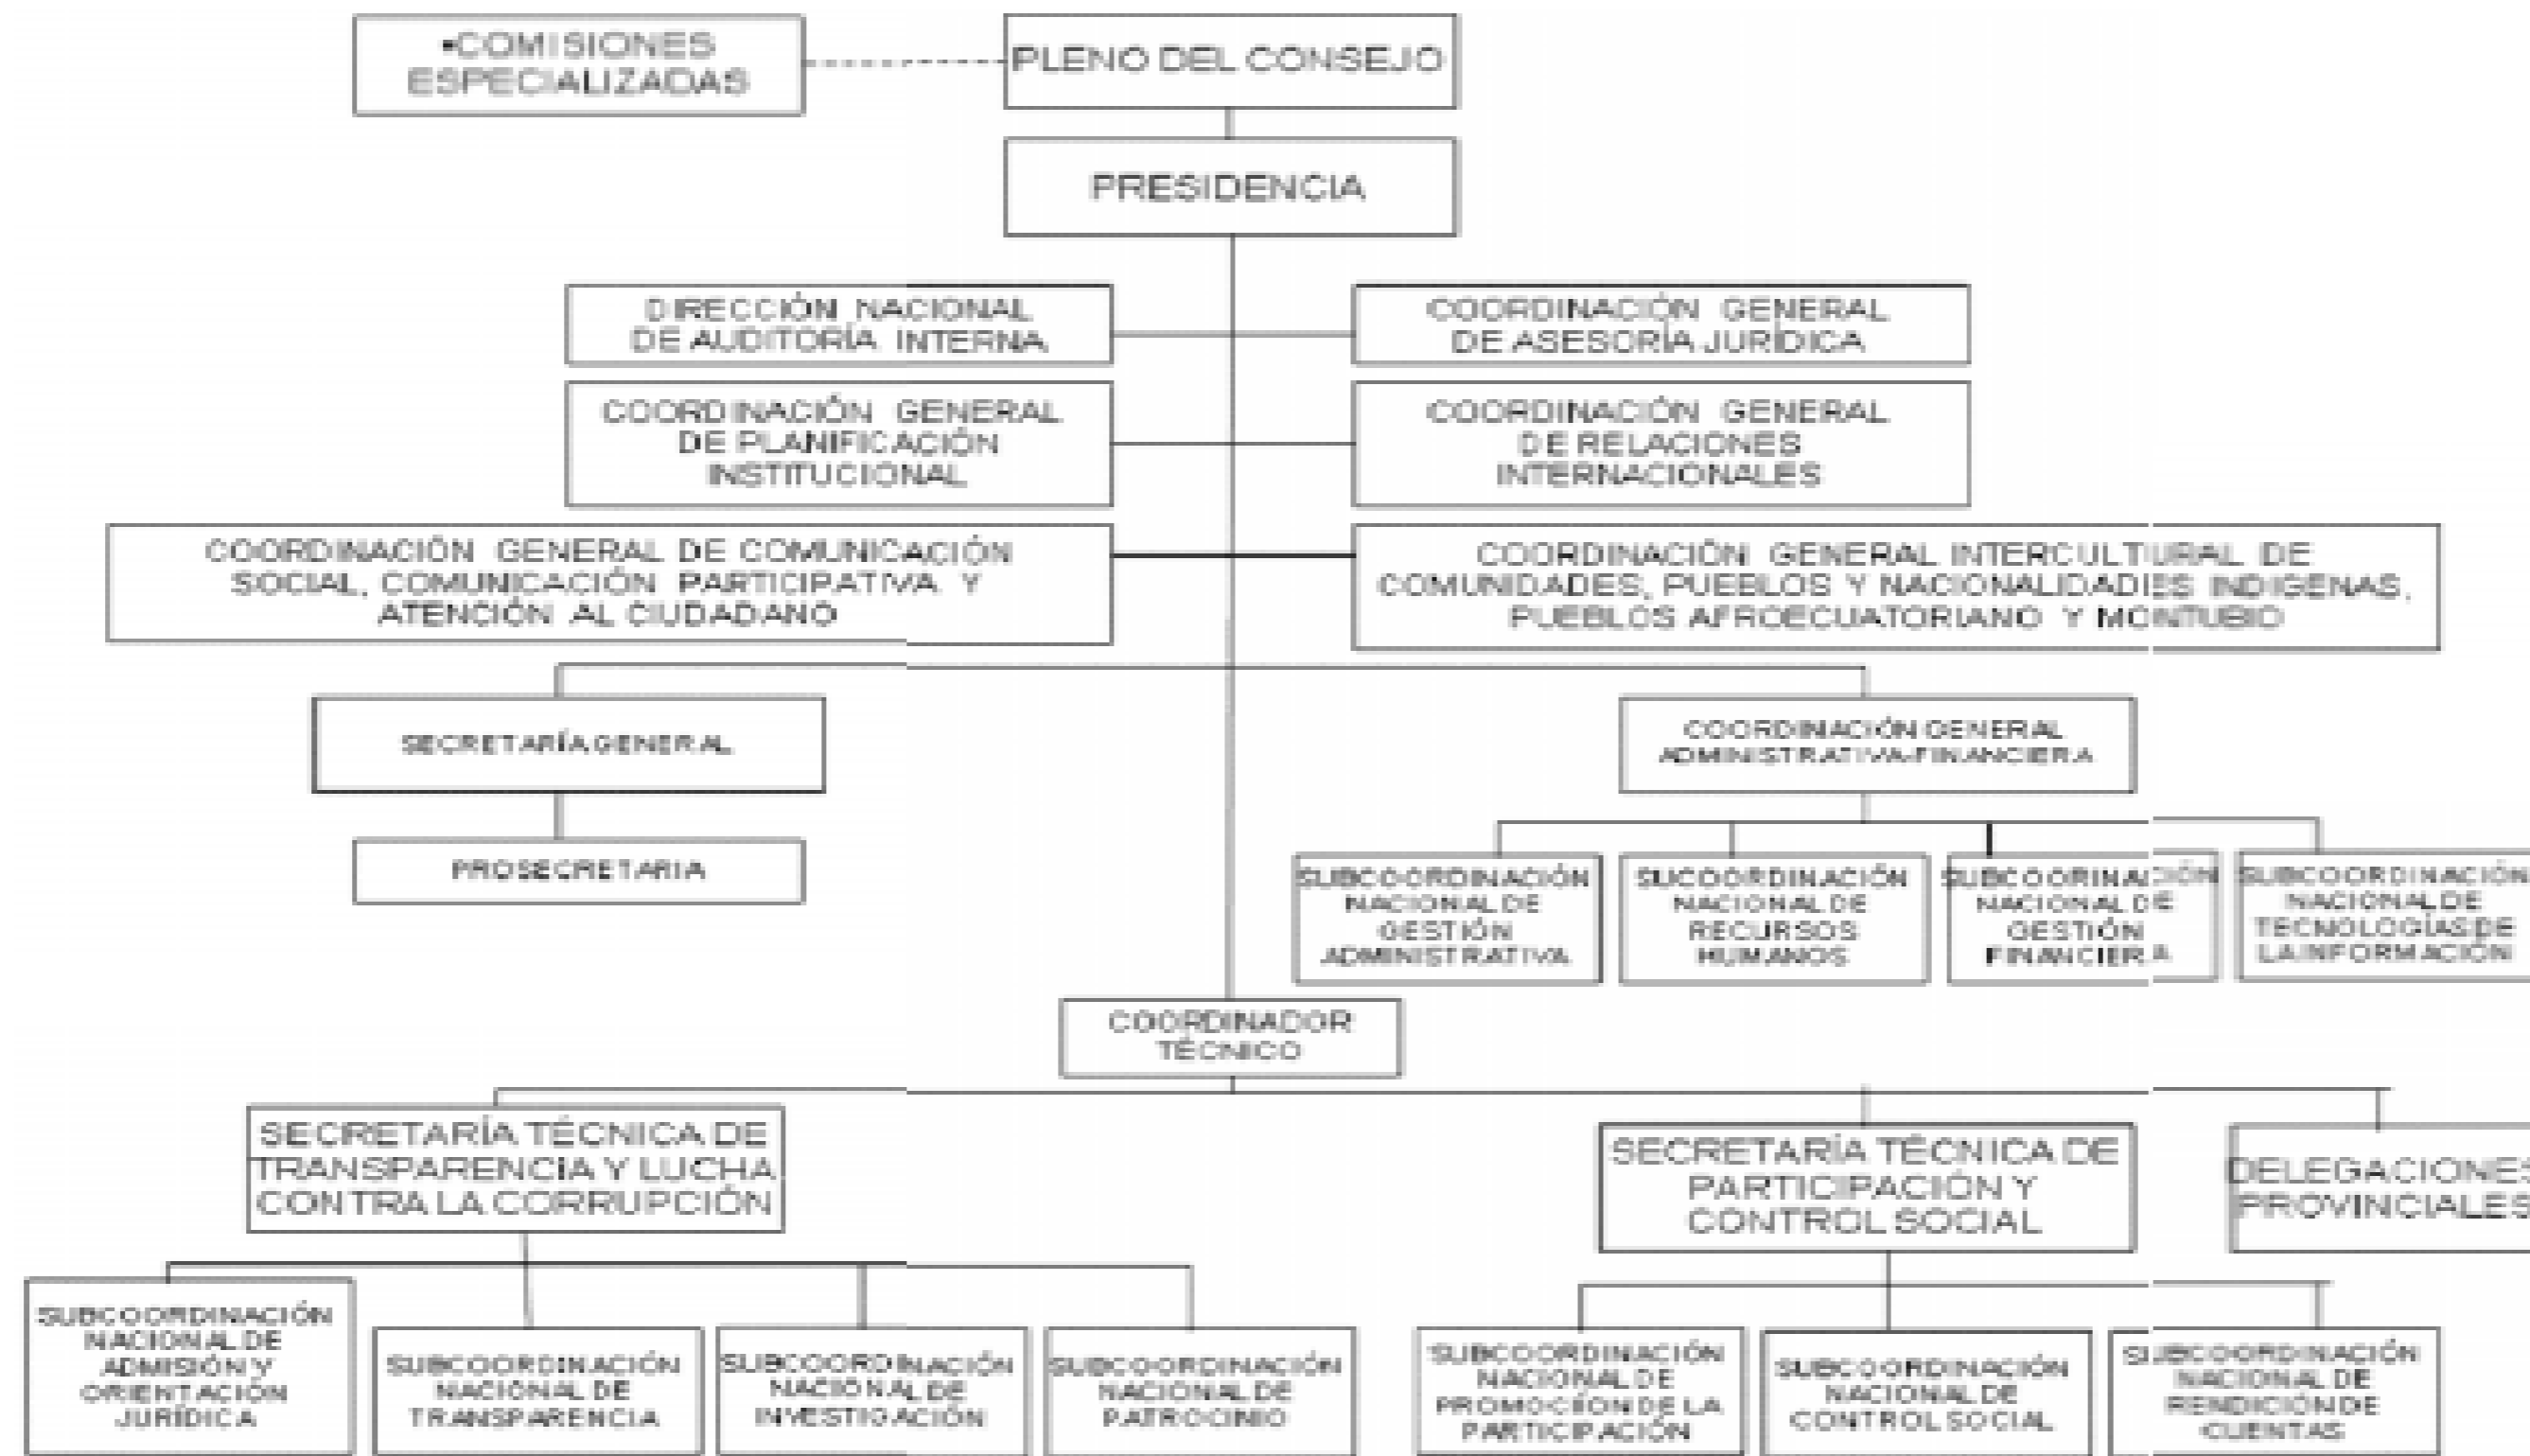 •COMISIONES
ESPECIALIZADAS
PLENO DEL CONSEJO
PRESIDENCIA
DIRECCIÓN NACIONAL
DE AUDITORÍA INTERNA
COORDINACIÓN GENERAL
DE ASESORÍA JURÍDICA
COORDINACIÓN GENERAL
DE PLANIFICACIÓN
INSTITUCIONAL
COORDINACIÓN GENERAL
DE RELACIONES
INTERNACIONALES
COORDINACIÓN GENERAL DE COMUNICACIÓN
SOCIAL, COMUNICACIÓN PARTICIPATIVA Y
ATENCIÓN AL CIUDADANO
COORDINACIÓN GENERAL INTERCULTURAL DE
COMUNIDADES, PUEBLOS Y NACIONALIDADES INDIGENAS,
PUEBLOS AFROECUATORIANO Y MONTUBIO
SECRETARÍA GENERAL
COORDINACIÓN GENERAL
ADMINISTRATIVA-FINANCIERA
PROSECRETARIA
SUBCOORDINACIÓN
NACIONAL DE
GESTIÓN
ADMINISTRATIVA
SUCOORDINACIÓN
NACIONAL DE
RECURSOS
HUMANOS
SUBCOORINACIÓN
NACIONAL DE
GESTIÓN
FINANCIERA
SUBCOORDINACIÓN
NACIONAL DE
TECNOLOGÍAS DE
LA INFORMACIÓN
COORDINADOR
TÉCNICO
SECRETARÍA TÉCNICA DE
TRANSPARENCIA Y LUCHA
CONTRA LA CORRUPCIÓN
SECRETARÍA TÉCNICA DE
PARTICIPACIÓN Y
CONTROL SOCIAL
DELEGACIONES
PROVINCIALES
SUBCOORDINACIÓN
NACIONAL DE
ADMISIÓN Y
ORIENTACIÓN
JURÍDICA
SUBCOORDINACIÓN
NACIONAL DE
TRANSPARENCIA
SUBCOORDINACIÓN
NACIONAL DE
INVESTIGACIÓN
SUBCOORDINACIÓN
NACIONAL DE
PATROCINIO
SUBCOORDINACIÓN
NACIONAL DE
PROMOCIÍON DE LA
PARTICIPACIÓN
SUBCOORDINACIÓN
NACIONAL DE
CONTROL SOCIAL
SUBCOORDINACIÓN
NACIONAL DE
RENDICIÓN DE
CUENTAS